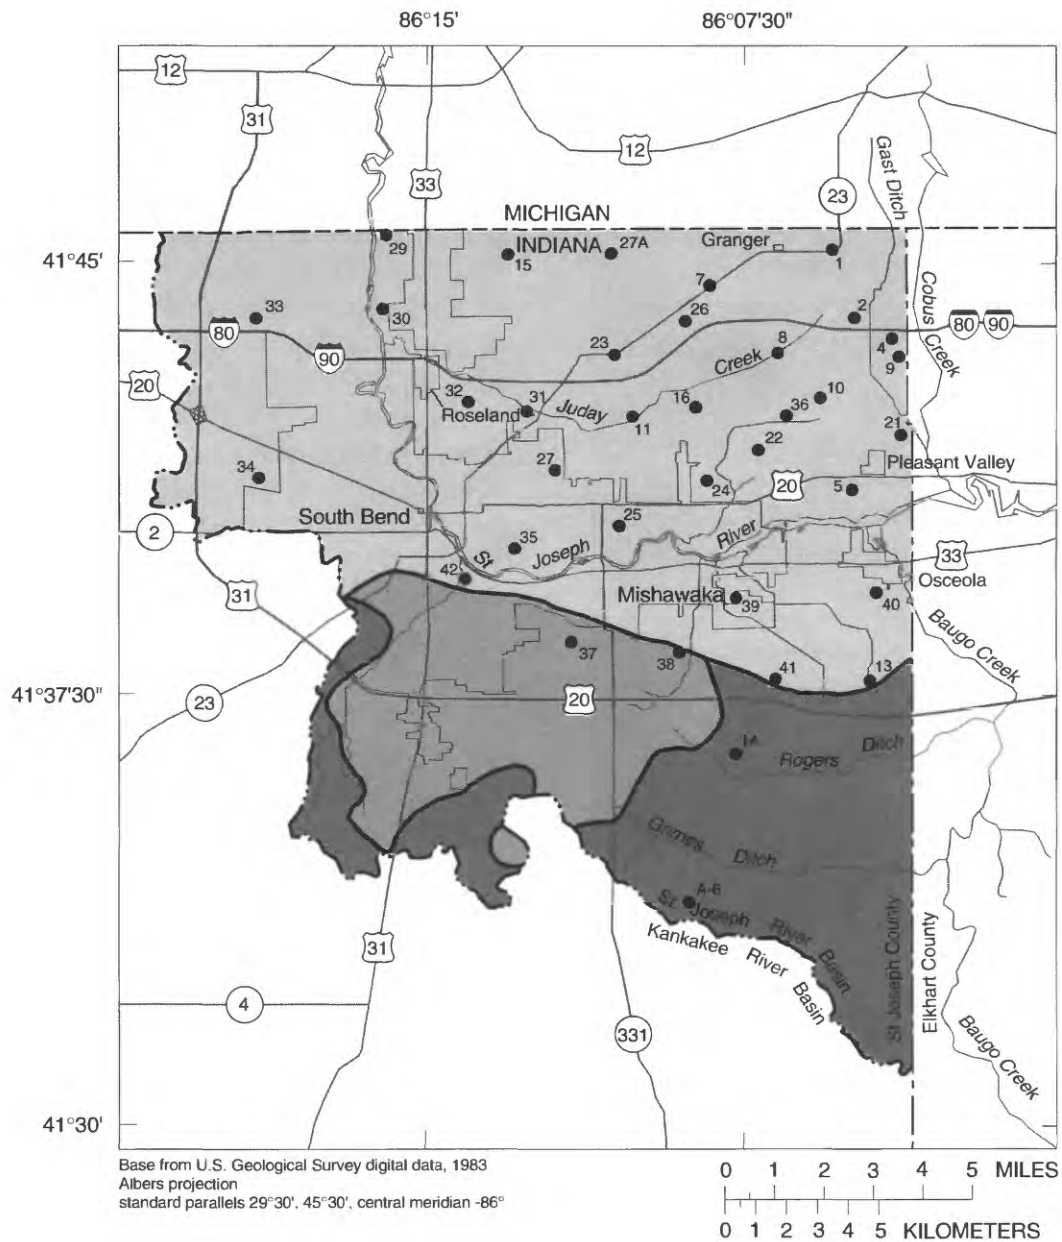 86°15' 86°07'30"
12
31
12
33
23
Gast Ditch
MICHIGAN
INDIANA
29
15
27A
Granger
1
41°45'
7
2
Cobus Creek
33
30
26
80
90
23
8
4
80 90
9
20
Creek
32
31
10
Roseland
Juday
16
36
11
21
27
22
Pleasant Valley
34
24
20
5
South Bend
25
River
2
35
St Joseph
33
42
Osceola
Mishawaka
39
40
31
Baugo Creek
37
38
41
13
41°37'30"
23
20
14
Rogers Ditch
Grimes Ditch
A-6
St. Joseph River Basin
Kankakee River Basin
St Joseph County
Elkhart County
31
4
331
Baugo Creek
41°30'
Base from U.S. Geological Survey digital data, 1983
Albers projection
standard parallels 29°30', 45°30', central meridian -86°
0 1 2 3 4 5 MILES
0 1 2 3 4 5 KILOMETERS